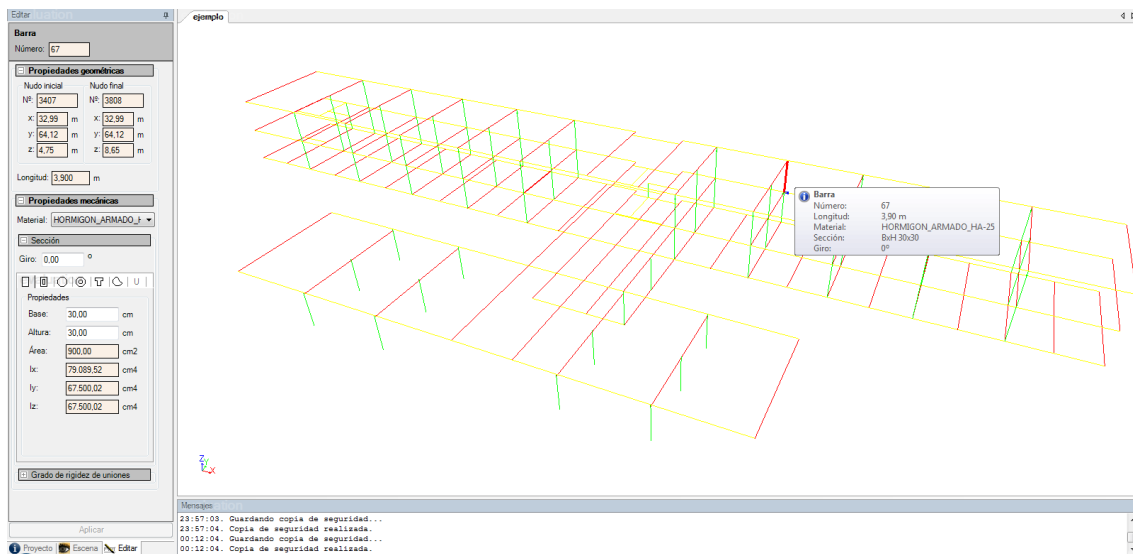 Editar
ejemplo
Barra
Número: 67
Propiedades geométricas
Nudo inicial Nudo final
Nº: 3407 Nº: 3808
x: 32,99 m x: 32,99 m
y: 64,12 m y: 64,12 m
z: 4,75 m z: 8,65 m
Longitud: 3,900 m
Propiedades mecánicas
Material: HORMIGON_ARMADO_H
Sección
Giro: 0,00 º
Propiedades
Base: 30,00 cm
Altura: 30,00 cm
Área: 900,00 cm2
Ix: 79.089,52 cm4
Iy: 67.500,02 cm4
Iz: 67.500,02 cm4
Grado de rigidez de uniones
Aplicar
Proyecto Escena Editar
Barra
Número: 67
Longitud: 3,90 m
Material: HORMIGON_ARMADO_HA-25
Sección: BxH 30x30
Giro: 0º
Z
Y
X
Mensajes
23:57:03. Guardando copia de seguridad...
23:57:04. Copia de seguridad realizada.
00:12:04. Guardando copia de seguridad...
00:12:04. Copia de seguridad realizada.